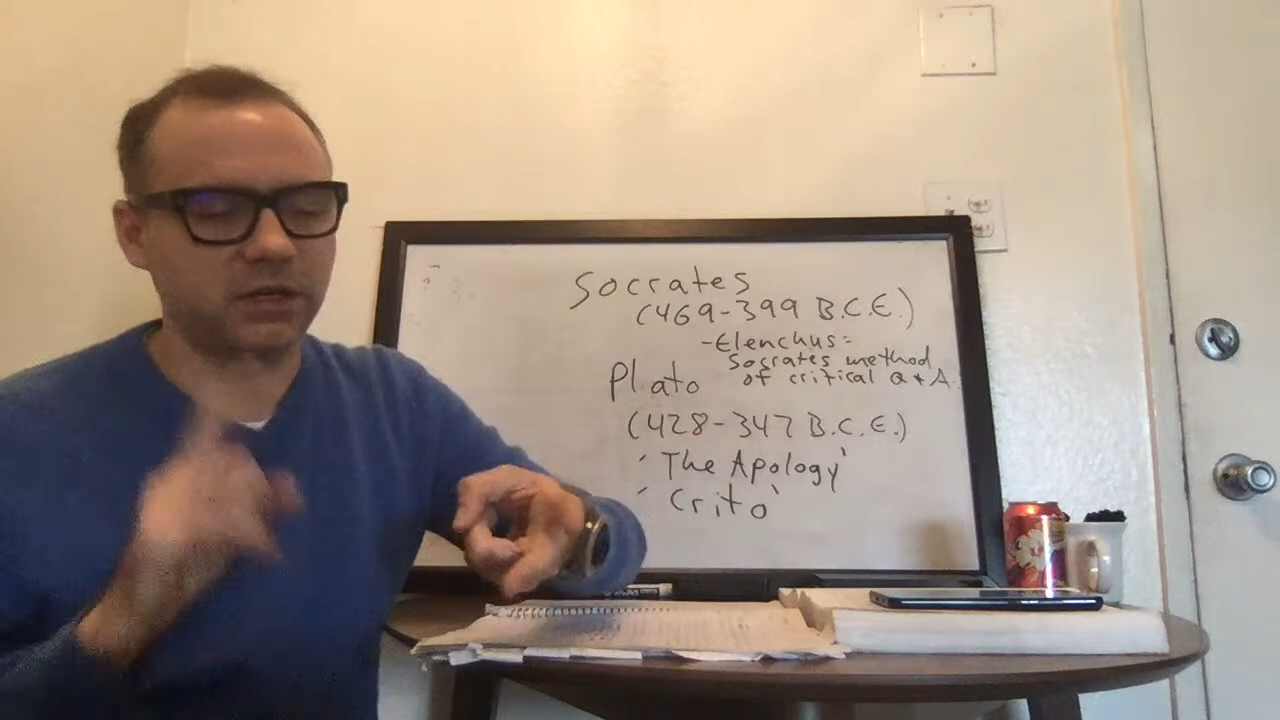 Socrates
(469-399 B.C.E.)
-Elenchus:
Socrates method
of critical Q + A
Plato
(428-347 B.C.E.)
'The Apology'
'Crito'